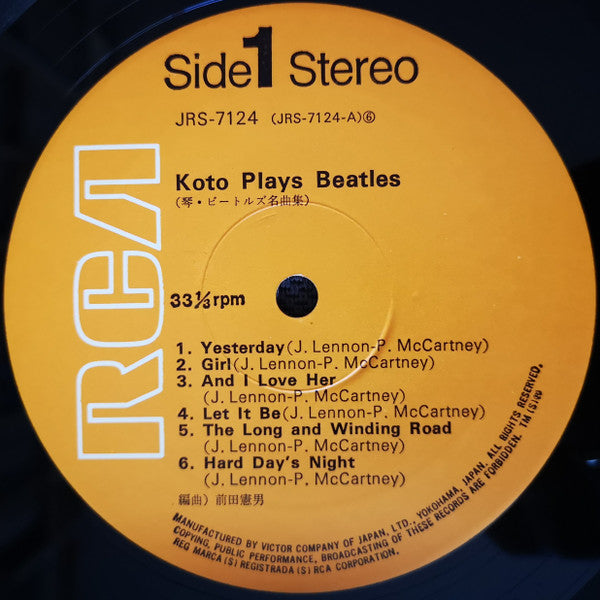 Side 1 Stereo
JRS-7124 (JRS-7124-A)⑥
Koto Plays Beatles
(琴・ビートルズ名曲集)
RCA
33⅓rpm
1. Yesterday(J. Lennon-P. McCartney)
2. Girl(J. Lennon-P. McCartney)
3. And I Love Her
(J. Lennon-P. McCartney)
4. Let It Be(J. Lennon-P. McCartney)
5. The Long and Winding Road
(J. Lennon-P. McCartney)
6. Hard Day's Night
(J. Lennon-P. McCartney)
編曲) 前田憲男
MANUFACTURED BY VICTOR COMPANY OF JAPAN, LTD., YOKOHAMA, JAPAN. ALL RIGHTS RESERVED.
COPYING, PUBLIC PERFORMANCE, BROADCASTING OF THESE RECORDS ARE FORBIDDEN. TM(S)®
REG MARCA(S) REGISTRADA(S) RCA CORPORATION.